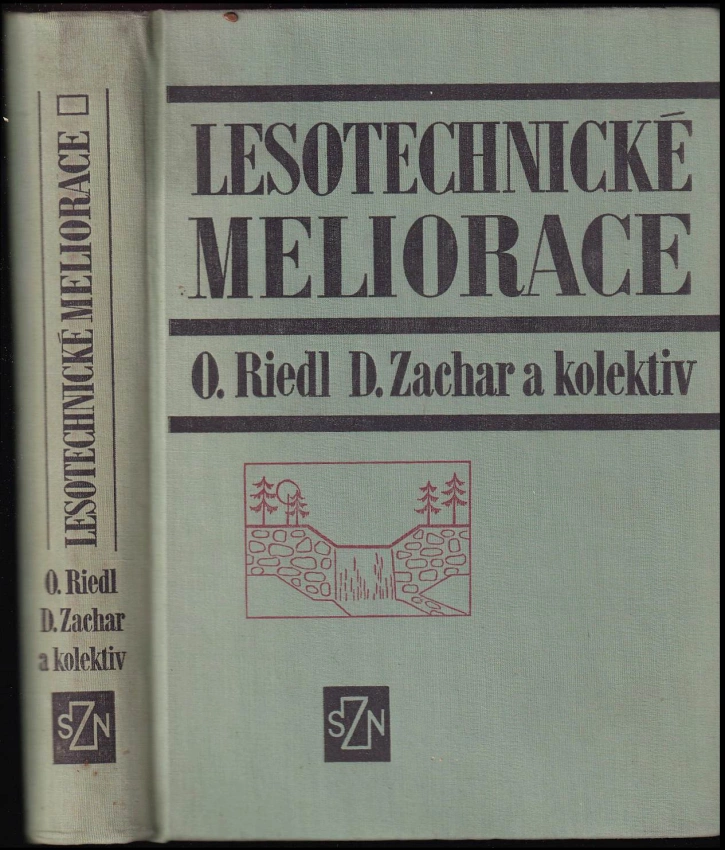 LESOTECHNICKÉ MELIORACE
O. Riedl
D. Zachar
a kolektiv
SZN
LESOTECHNICKÉ
MELIORACE
O. Riedl D. Zachar a kolektiv
SZN